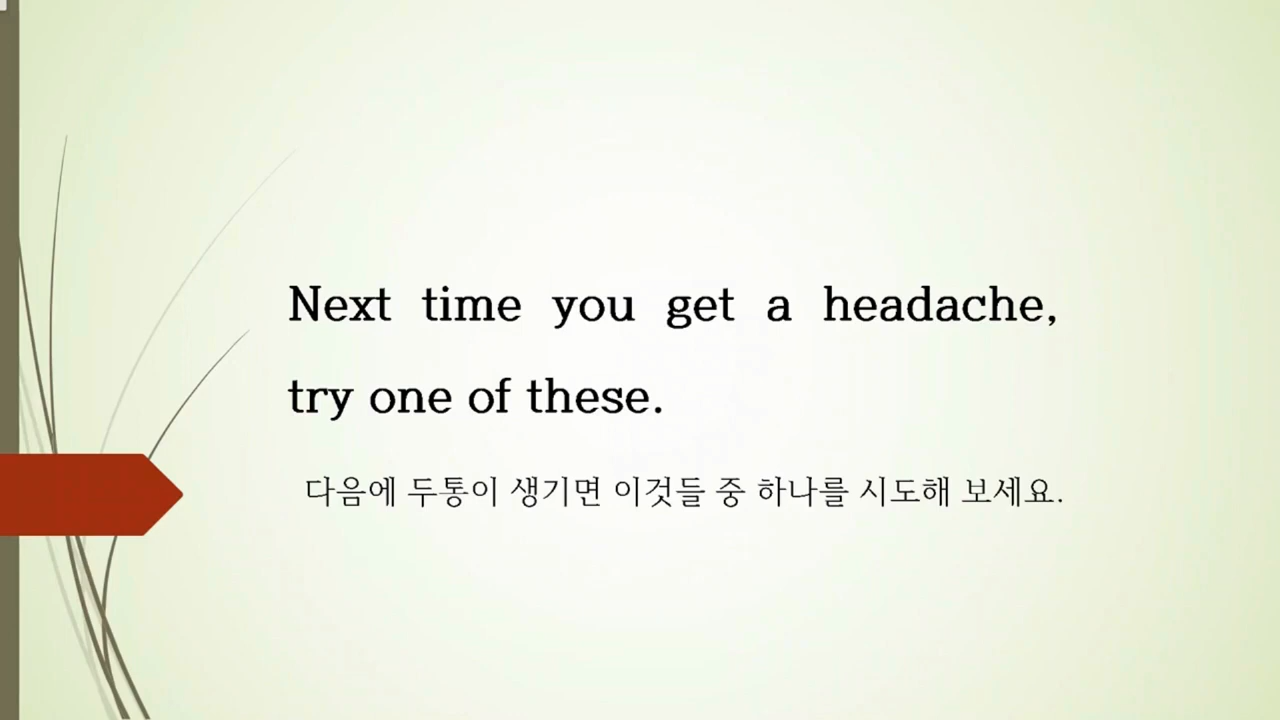 Next time you get a headache,
try one of these.
다음에 두통이 생기면 이것들 중 하나를 시도해 보세요.